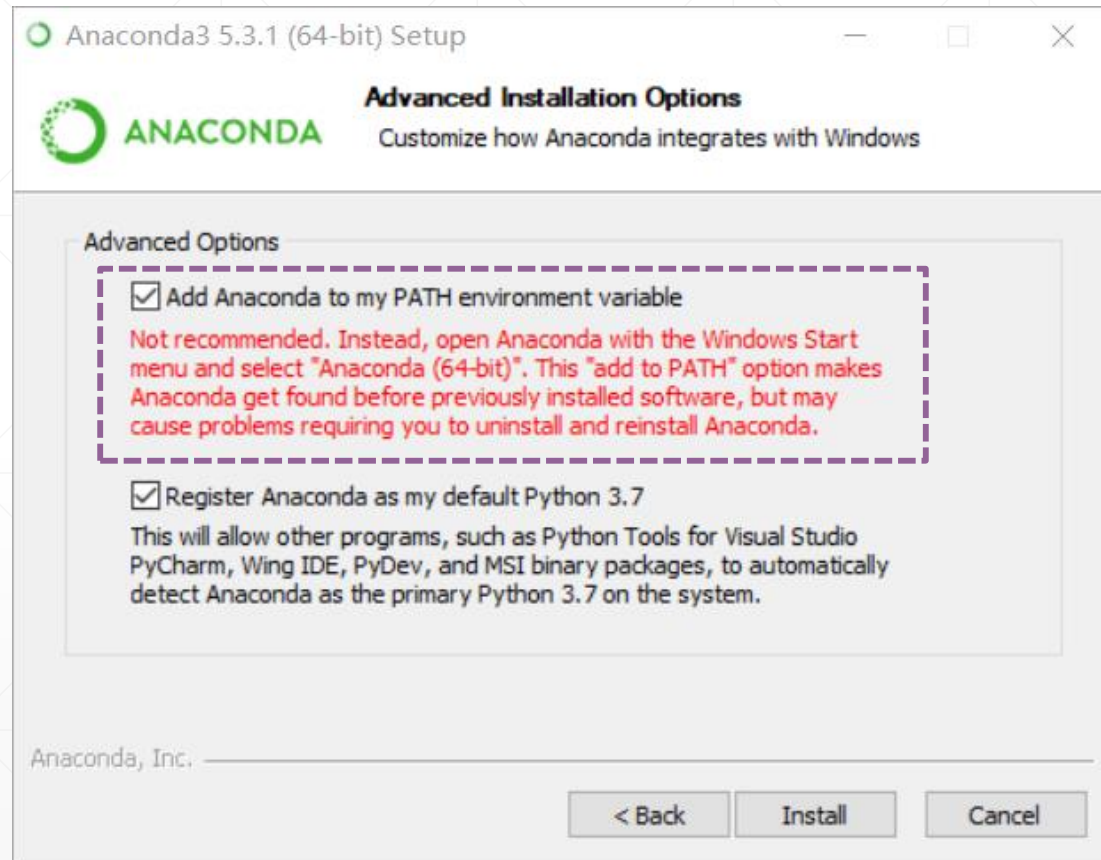 Anaconda3 5.3.1 (64-bit) Setup
ANACONDA
Advanced Installation Options
Customize how Anaconda integrates with Windows
Advanced Options
Add Anaconda to my PATH environment variable
Not recommended. Instead, open Anaconda with the Windows Start
menu and select "Anaconda (64-bit)". This "add to PATH" option makes
Anaconda get found before previously installed software, but may
cause problems requiring you to uninstall and reinstall Anaconda.
Register Anaconda as my default Python 3.7
This will allow other programs, such as Python Tools for Visual Studio
PyCharm, Wing IDE, PyDev, and MSI binary packages, to automatically
detect Anaconda as the primary Python 3.7 on the system.
Anaconda, Inc.
< Back
Install
Cancel